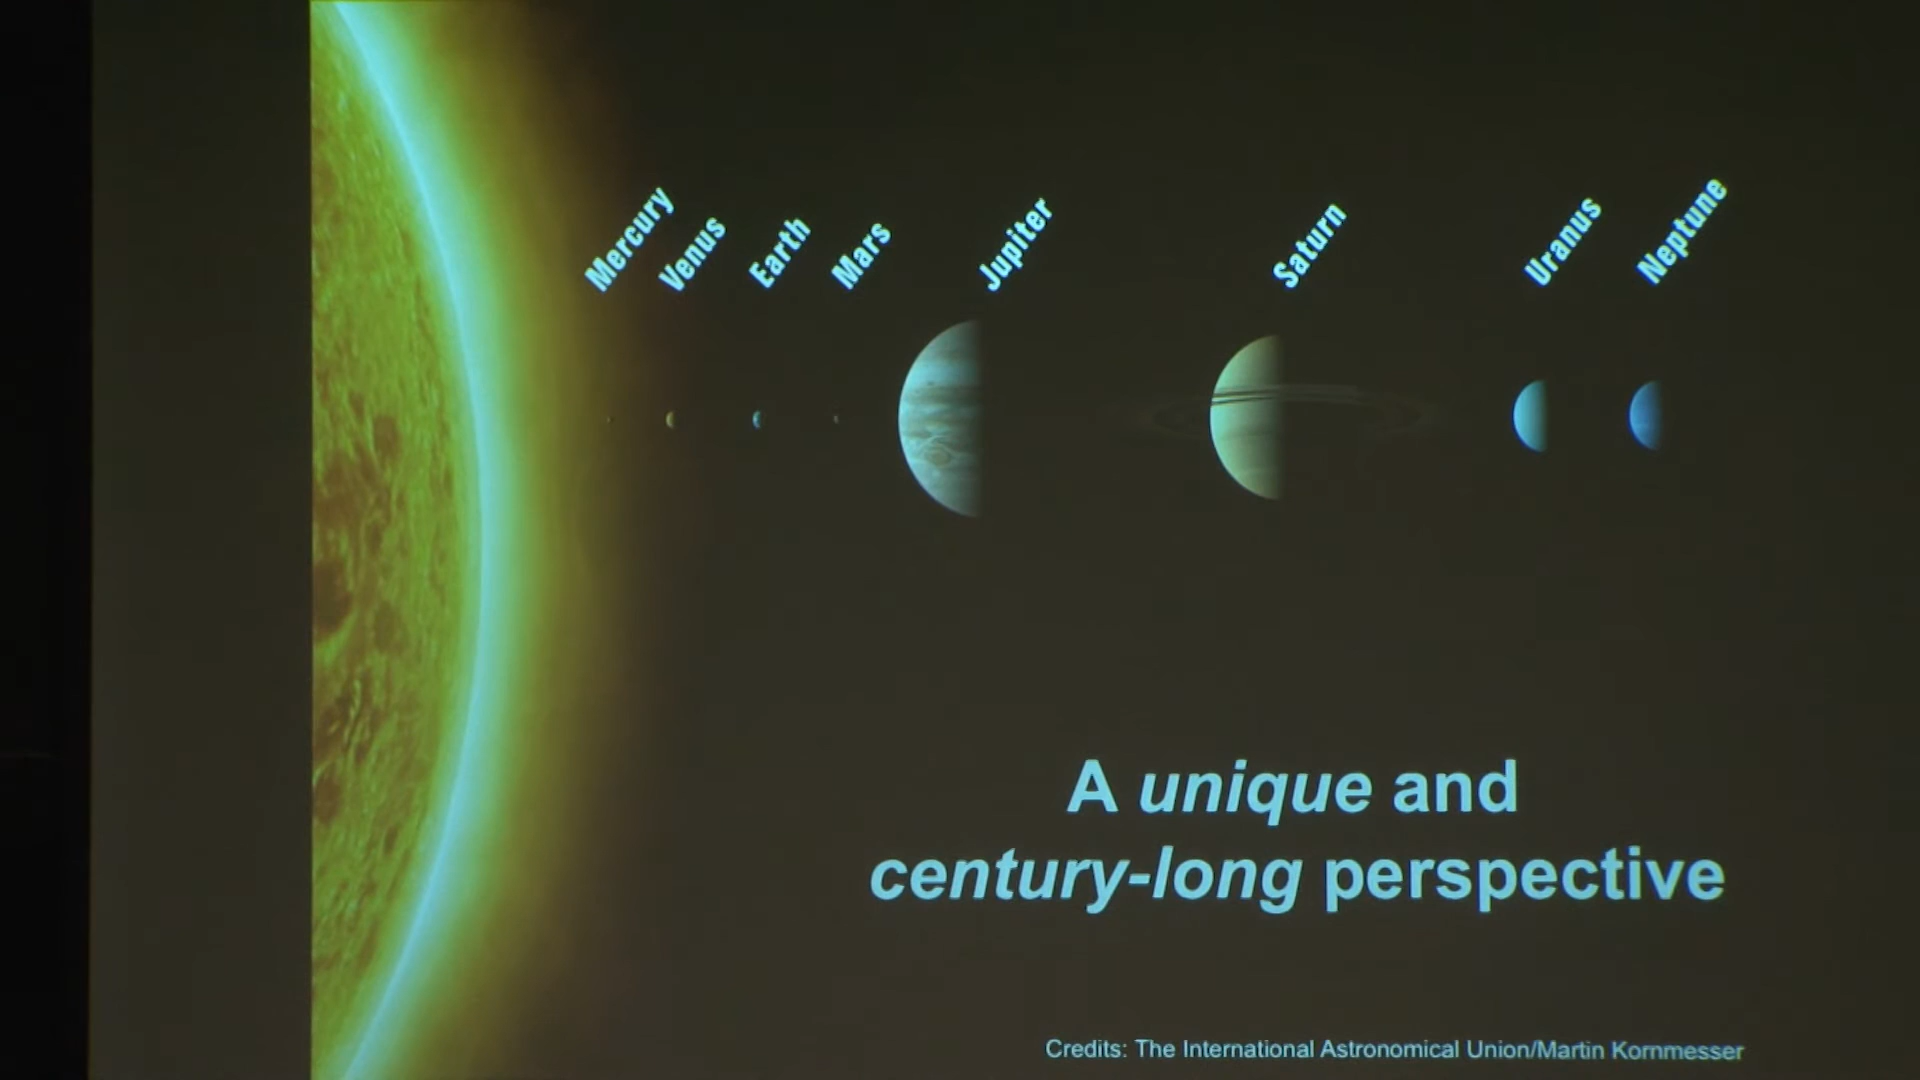 Mercury
Venus
Earth
Mars
Jupiter
Saturn
Uranus
Neptune
A unique and
century-long perspective
Credits: The International Astronomical Union/Martin Kornmesser